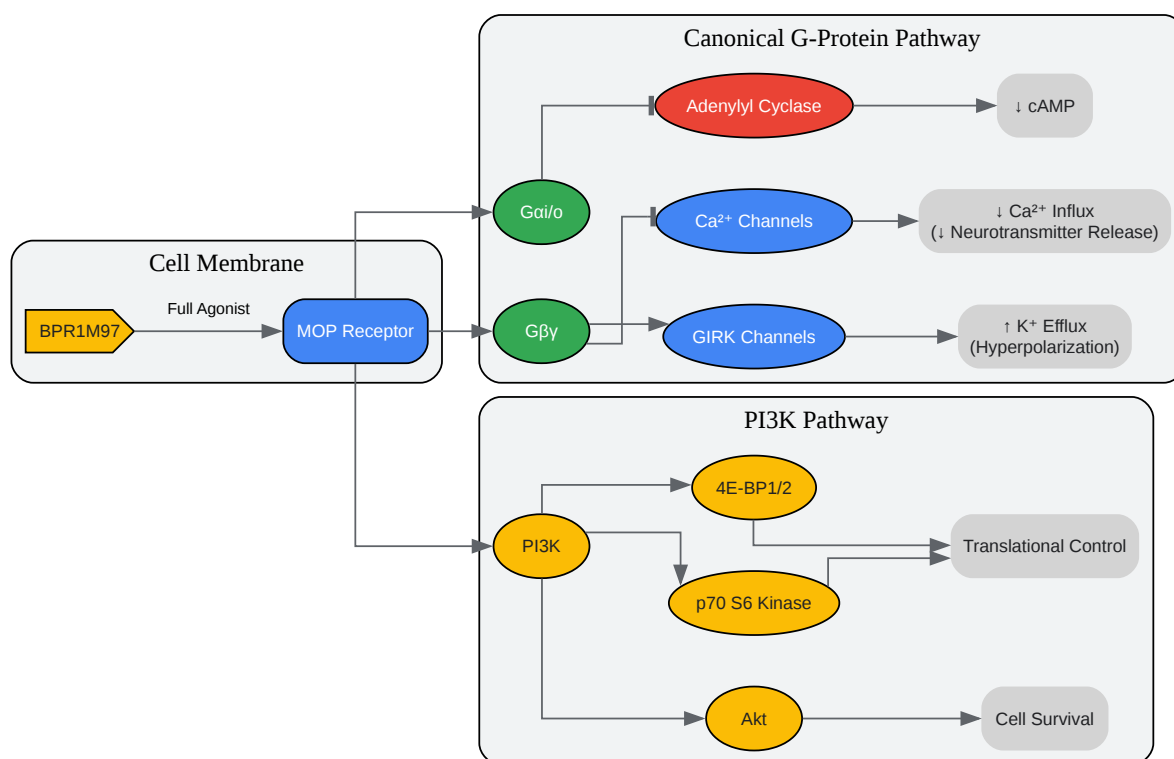 Canonical G-Protein Pathway
Adenylyl Cyclase
↓ cAMP
Gαi/o
Ca²⁺ Channels
↓ Ca²⁺ Influx
(↓ Neurotransmitter Release)
Cell Membrane
BPR1M97
Full Agonist
MOP Receptor
Gβγ
GIRK Channels
↑ K⁺ Efflux
(Hyperpolarization)
PI3K Pathway
4E-BP1/2
PI3K
Translational Control
p70 S6 Kinase
Akt
Cell Survival